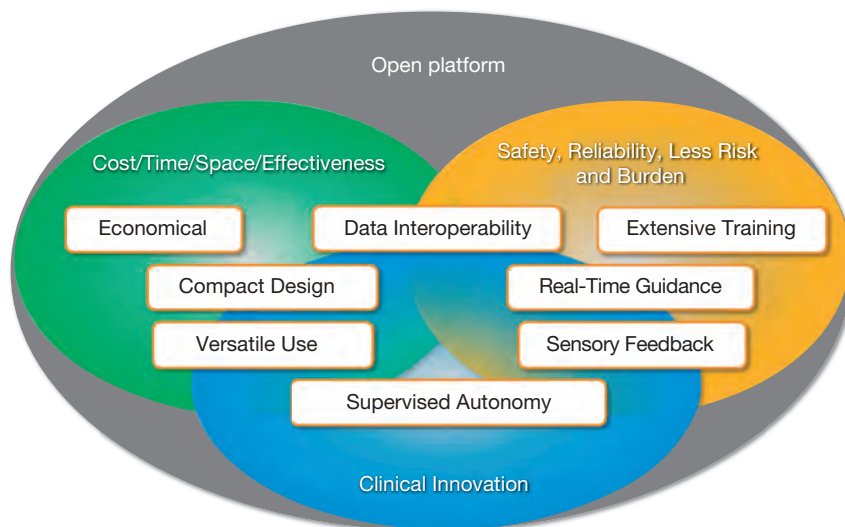 Open platform
Cost/Time/Space/Effectiveness
Safety, Reliability, Less Risk
and Burden
Economical
Data Interoperability
Extensive Training
Compact Design
Real-Time Guidance
Versatile Use
Sensory Feedback
Supervised Autonomy
Clinical Innovation